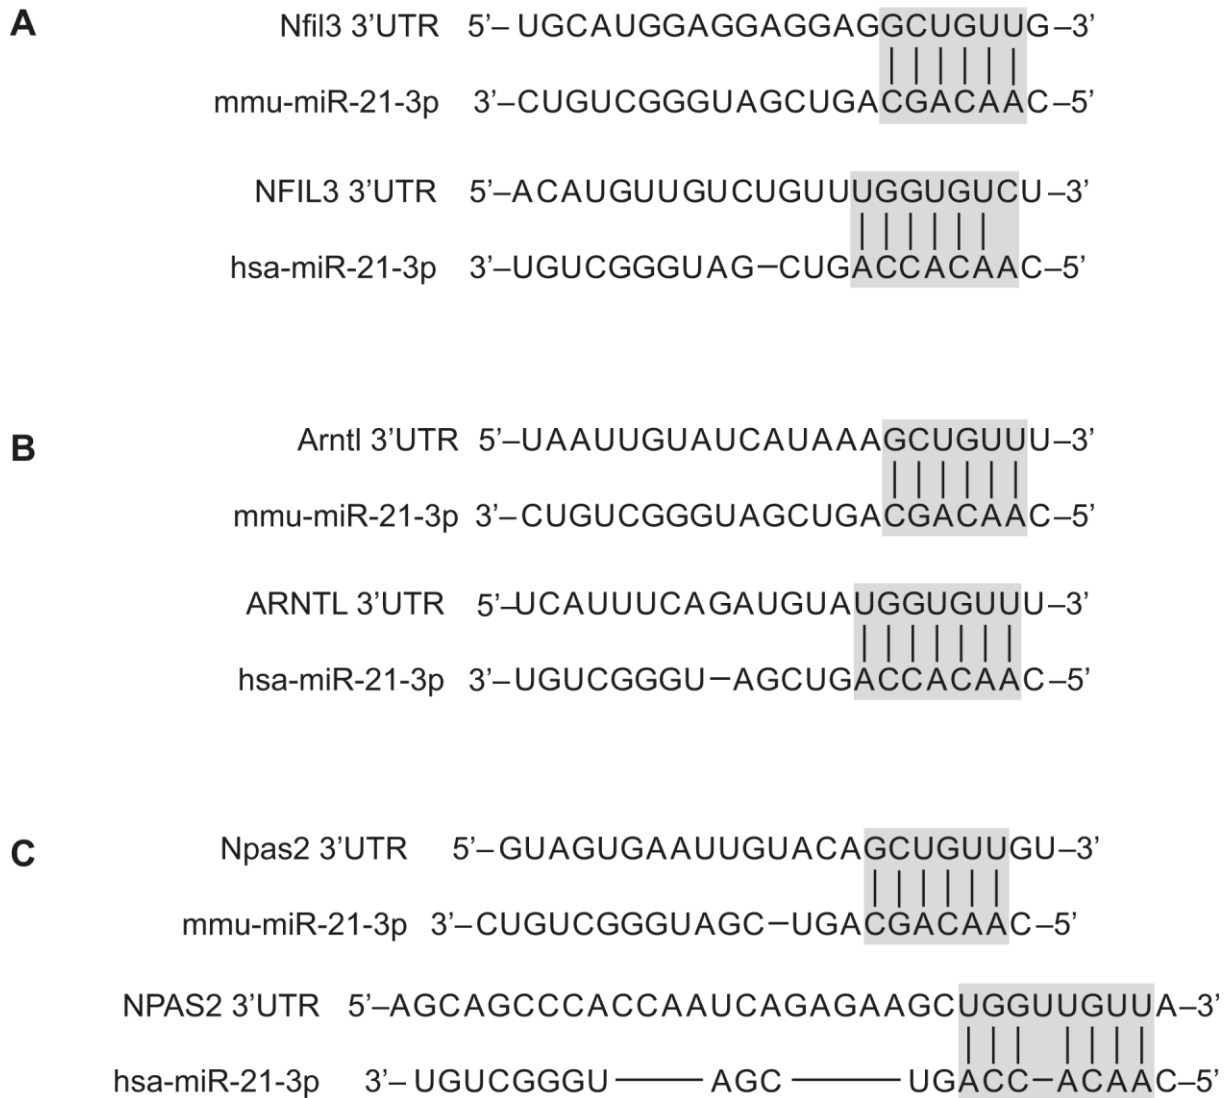 A
Nfil3 3'UTR 5'–UGCAUGGAGGAGGAGGCUGUUG–3'
mmu-miR-21-3p 3'–CUGUCGGGUAGCUGACGACAAC–5'
NFIL3 3'UTR 5'–ACAUGUUGUCUGUUUGGUGUCU–3'
hsa-miR-21-3p 3'–UGUCGGGUAG–CUGACCACAAC–5'
B
Arntl 3'UTR 5'–UAAUUGUAUCAUAAAGCUGUUU–3'
mmu-miR-21-3p 3'–CUGUCGGGUAGCUGACGACAAC–5'
ARNTL 3'UTR 5'–UCAUUUCAGAUGUAUGGUGUUU–3'
hsa-miR-21-3p 3'–UGUCGGGU–AGCUGACCACAAC–5'
C
Npas2 3'UTR 5'–GUAGUGAAUUGUACAGCUGUUGU–3'
mmu-miR-21-3p 3'–CUGUCGGGUAGC–UGACGACAAC–5'
NPAS2 3'UTR 5'–AGCAGCCCACCAAUCAGAGAAGCUGGUUGUUA–3'
hsa-miR-21-3p 3'–UGUCGGGU——AGC——UGACC–ACAAC–5'